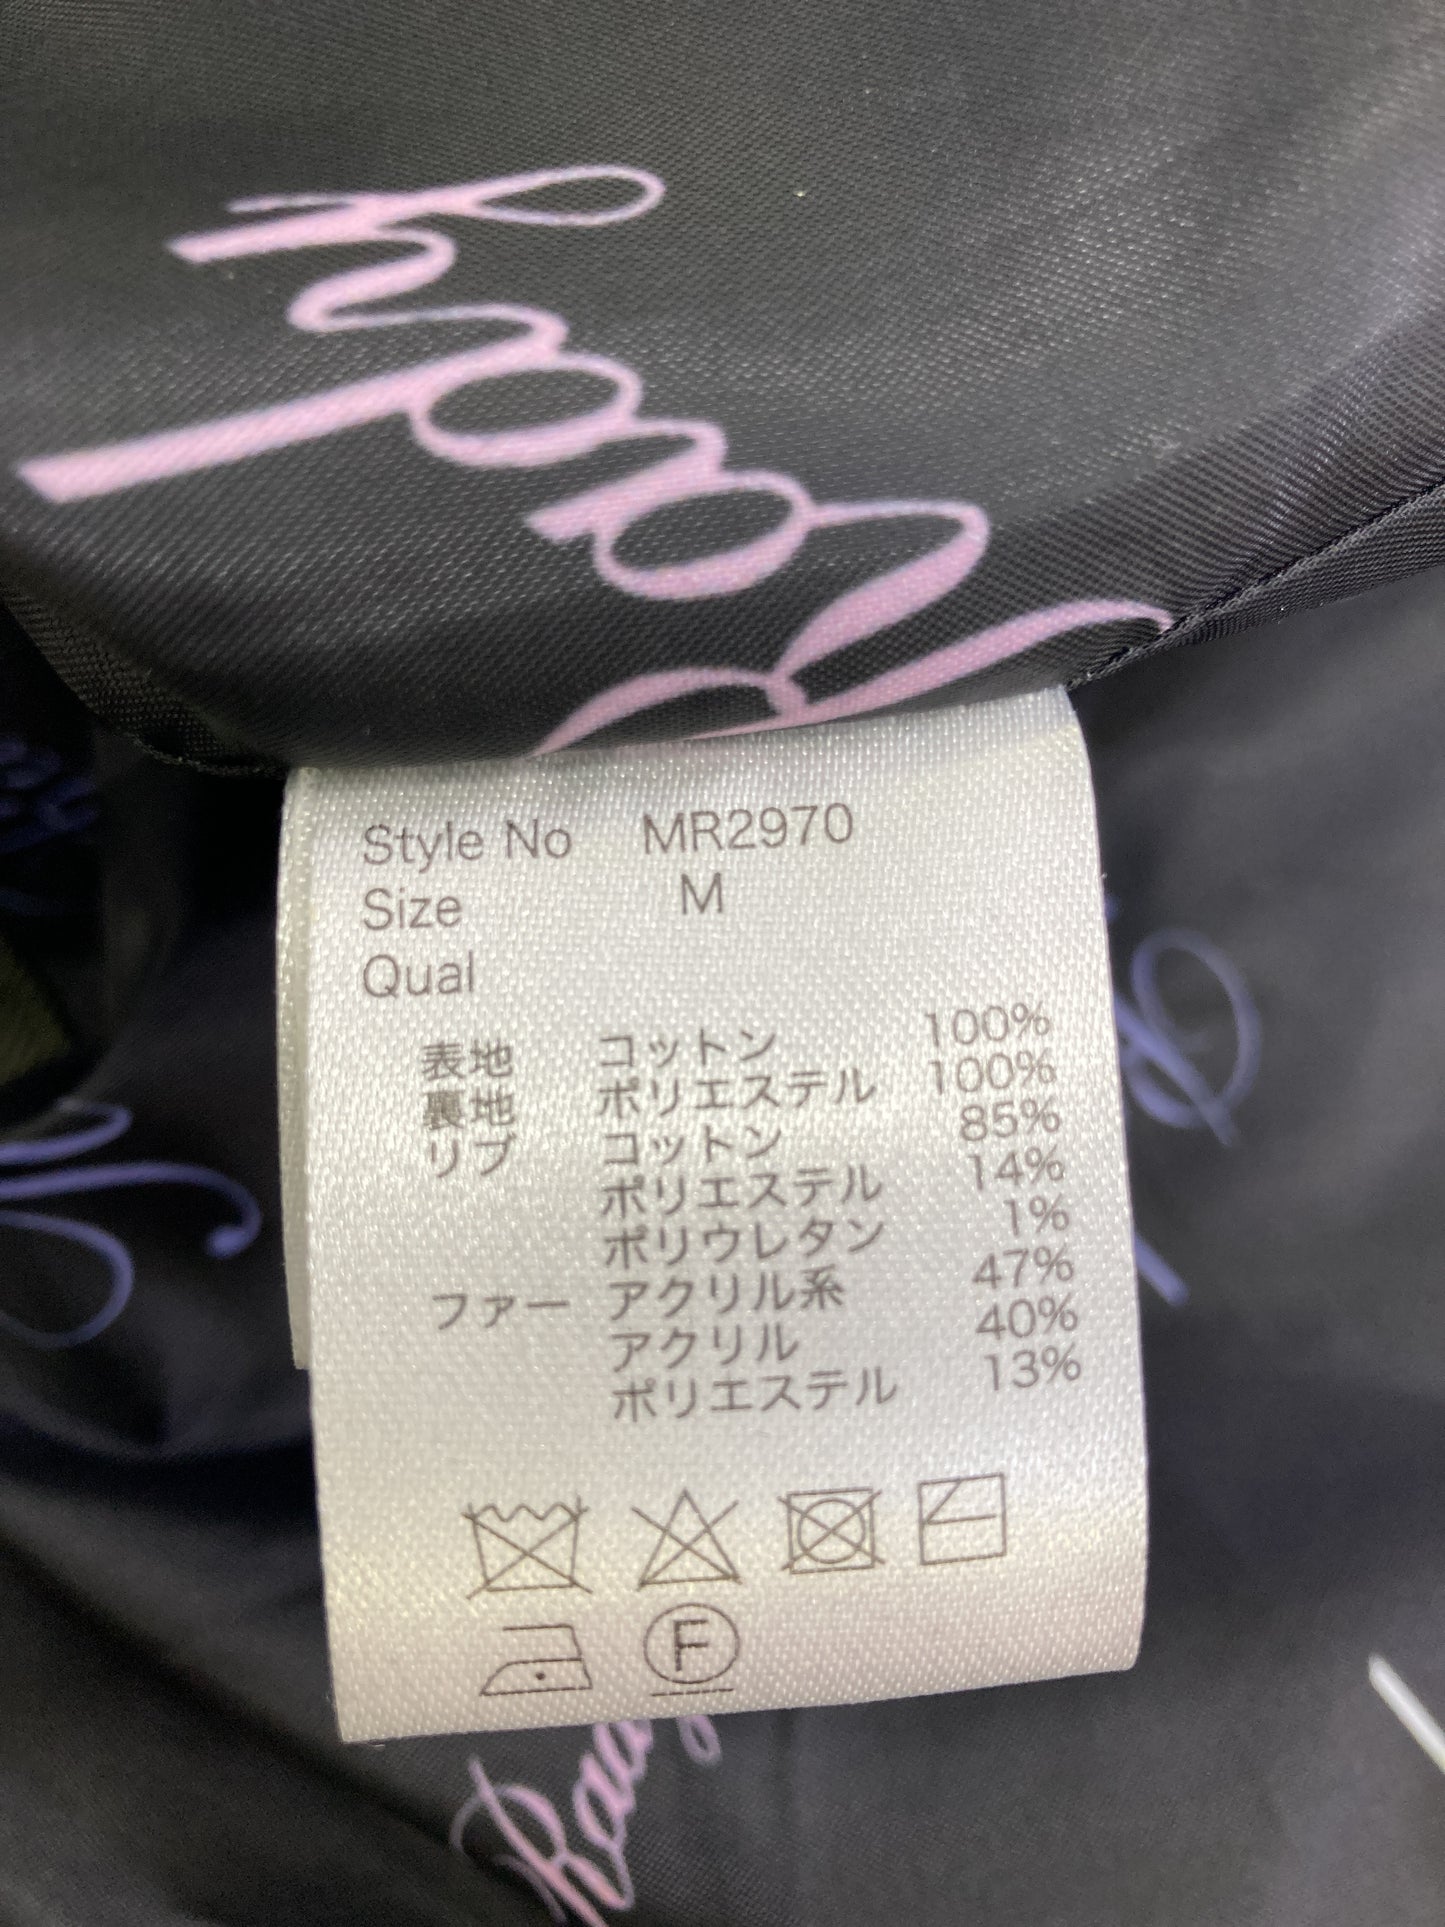 Ready
Style No MR2970
Size M
Qual
表地 コットン 100%
裏地 ポリエステル 100%
リブ コットン 85%
ポリエステル 14%
ポリウレタン 1%
ファー アクリル系 47%
アクリル 40%
ポリエステル 13%
F